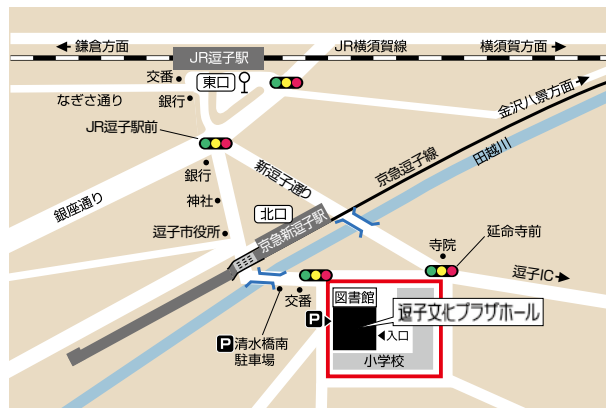 鎌倉方面
JR横須賀線
横須賀方面
JR逗子駅
交番
東口
なぎさ通り
銀行
金沢八景方面
JR逗子駅前
田越川
京急逗子線
新逗子通り
銀行
銀座通り
神社
北口
京急新逗子駅
逗子市役所
寺院
延命寺前
逗子IC
図書館
交番
P
逗子文化プラザホール
入口
P 清水橋南
駐車場
小学校